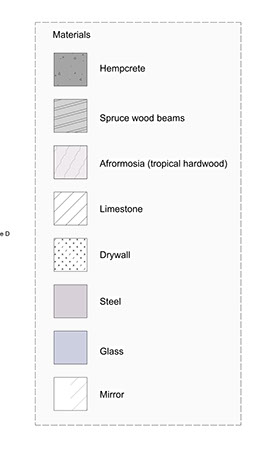 Materials
Hempcrete
Spruce wood beams
Afrormosia (tropical hardwood)
Limestone
e D
Drywall
Steel
Glass
Mirror